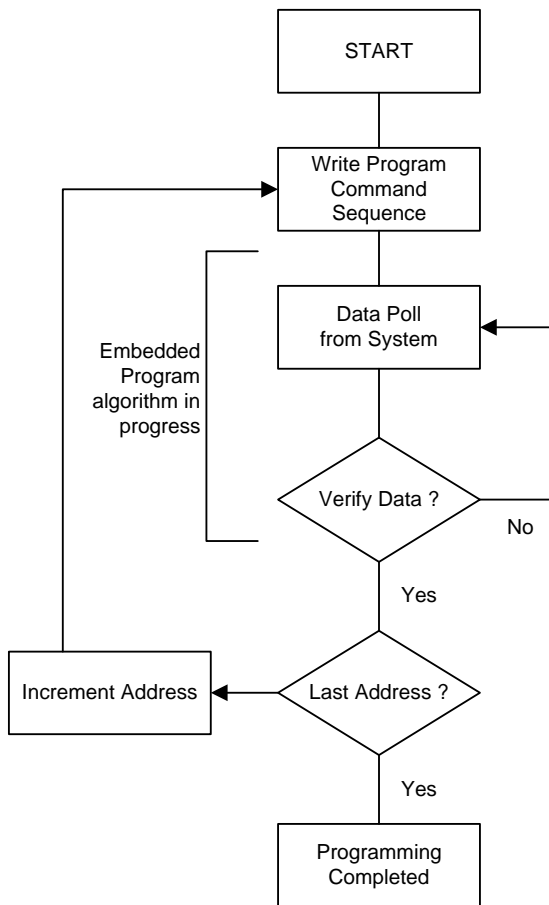 START
Write Program
Command
Sequence
Data Poll
from System
Embedded
Program
algorithm in
progress
Verify Data ?
No
Yes
Increment Address
Last Address ?
Yes
Programming
Completed